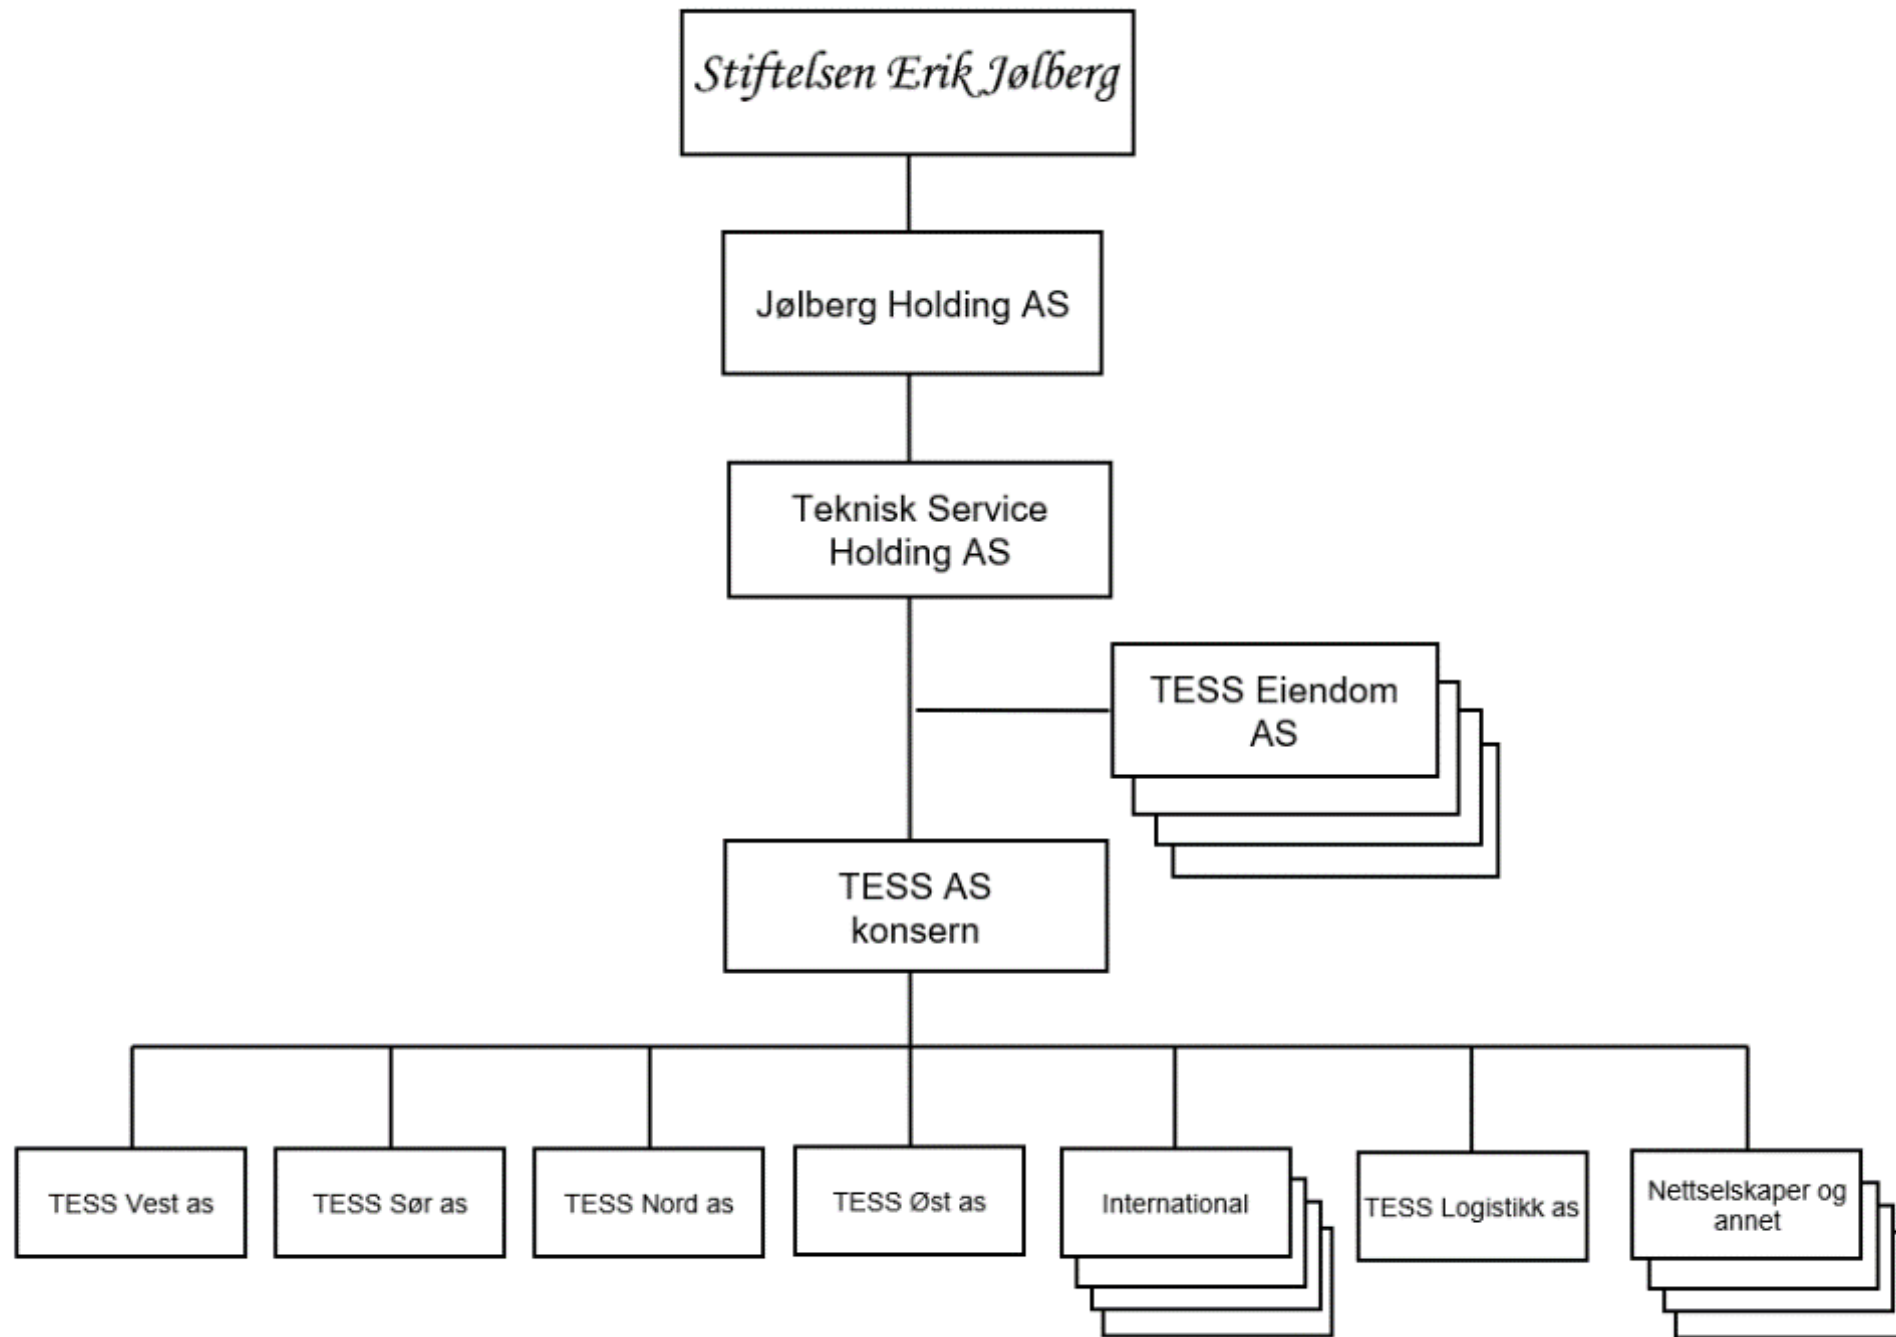 Stiftelsen Erik Jølberg
Jølberg Holding AS
Teknisk Service
Holding AS
TESS Eiendom
AS
TESS AS
konsern
TESS Vest as
TESS Sør as
TESS Nord as
TESS Øst as
International
TESS Logistikk as
Nettselskaper og
annet